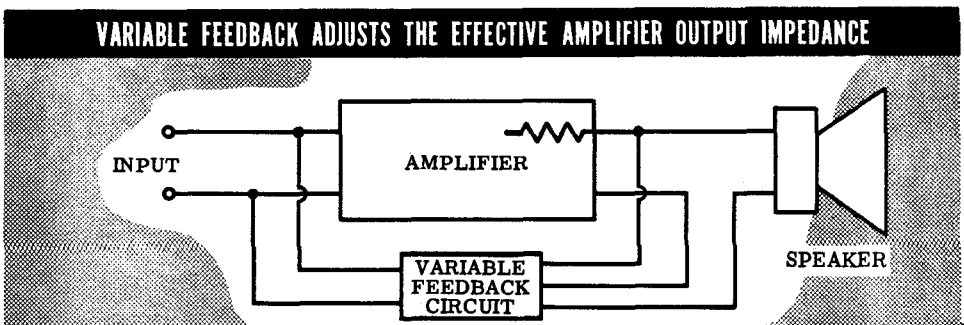 VARIABLE FEEDBACK ADJUSTS THE EFFECTIVE AMPLIFIER OUTPUT IMPEDANCE
INPUT
AMPLIFIER
VARIABLE
FEEDBACK
CIRCUIT
SPEAKER